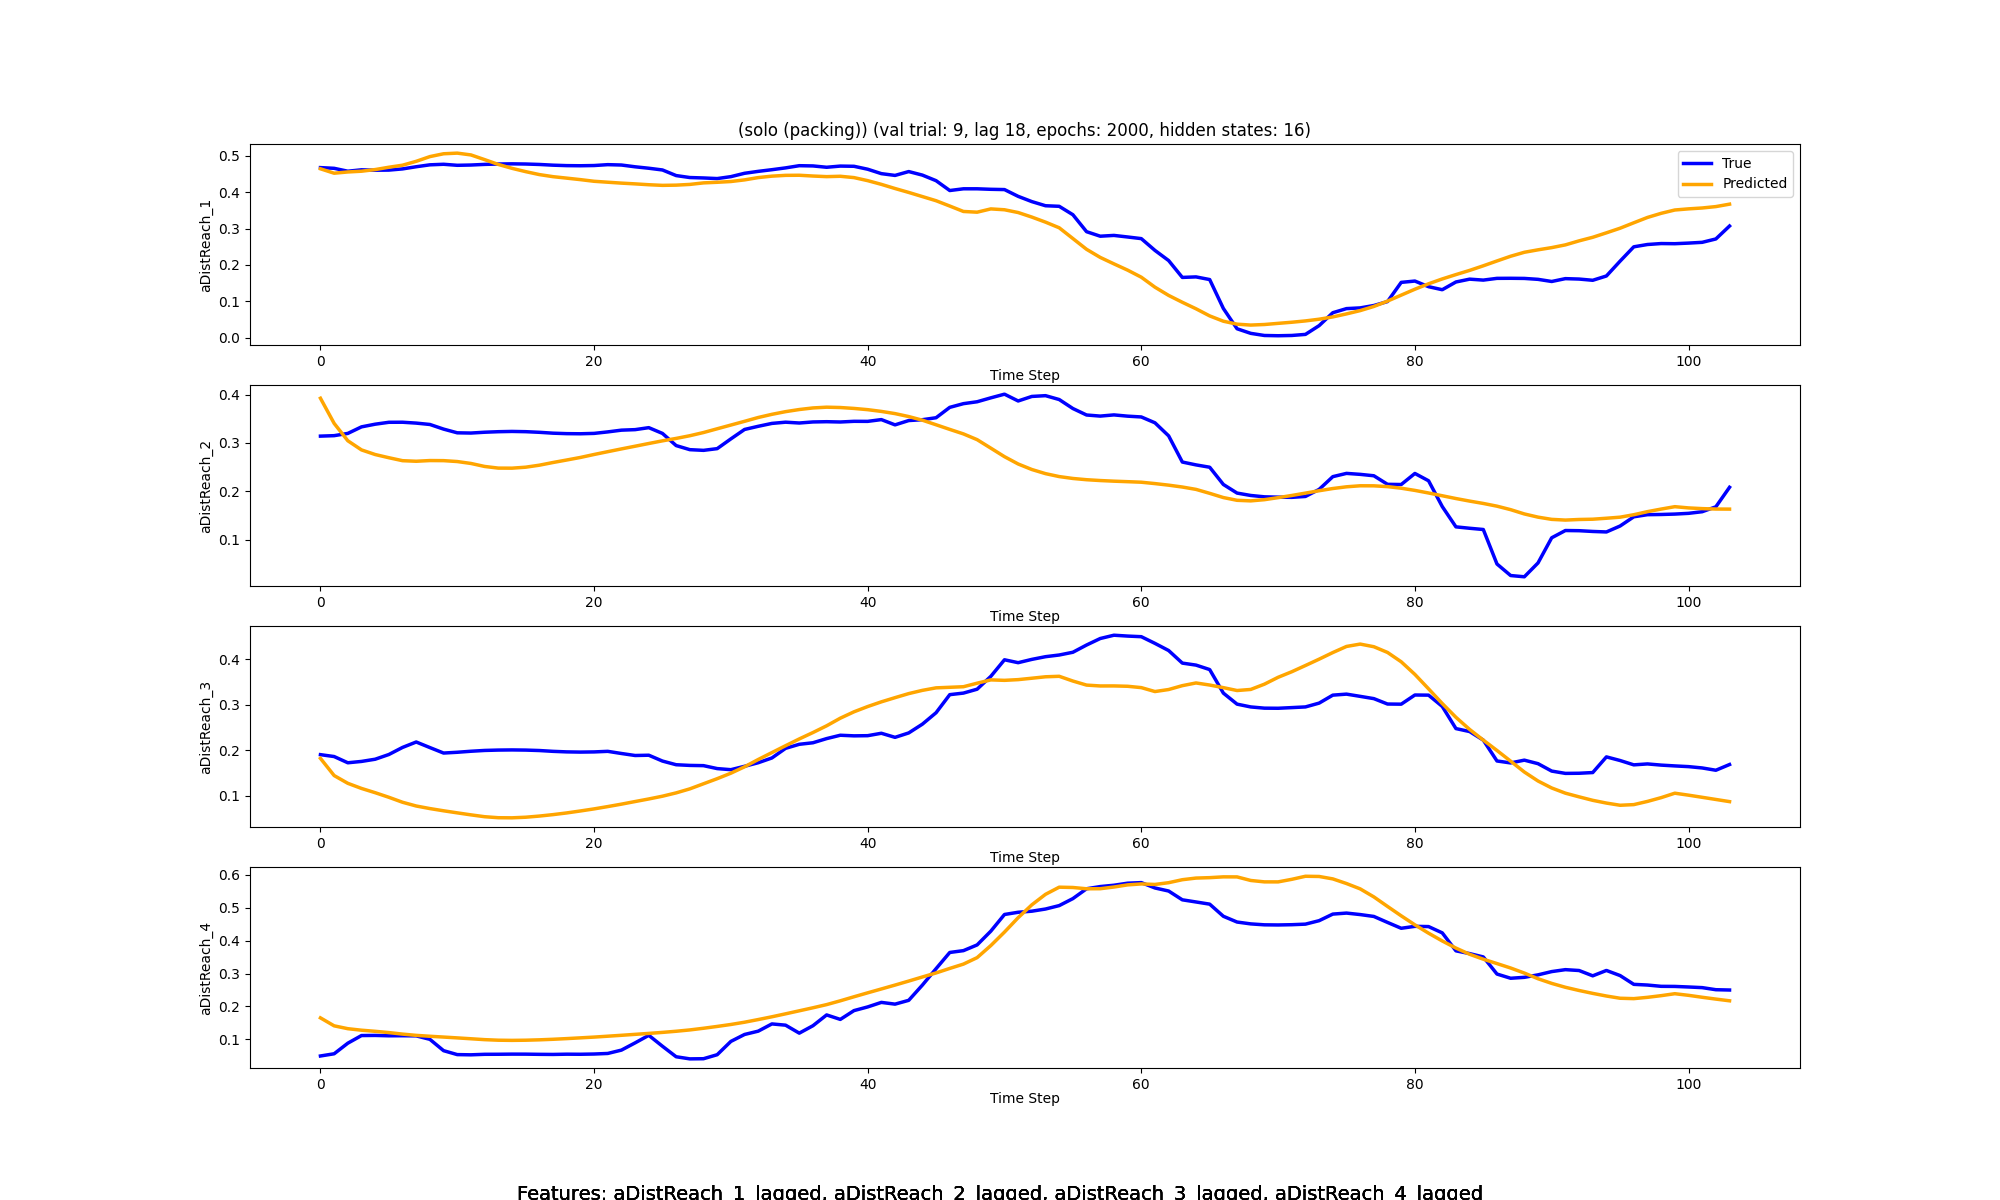 (solo (packing)) (val trial: 9, lag 18, epochs: 2000, hidden states: 16)
True
Predicted
aDistReach_1
0.5
0.4
0.3
0.2
0.1
0.0
0 20 40 60 80 100
Time Step
aDistReach_2
0.4
0.3
0.2
0.1
0 20 40 60 80 100
Time Step
aDistReach_3
0.4
0.3
0.2
0.1
0 20 40 60 80 100
Time Step
aDistReach_4
0.6
0.5
0.4
0.3
0.2
0.1
0 20 40 60 80 100
Time Step
Features: aDistReach_1_lagged, aDistReach_2_lagged, aDistReach_3_lagged, aDistReach_4_lagged